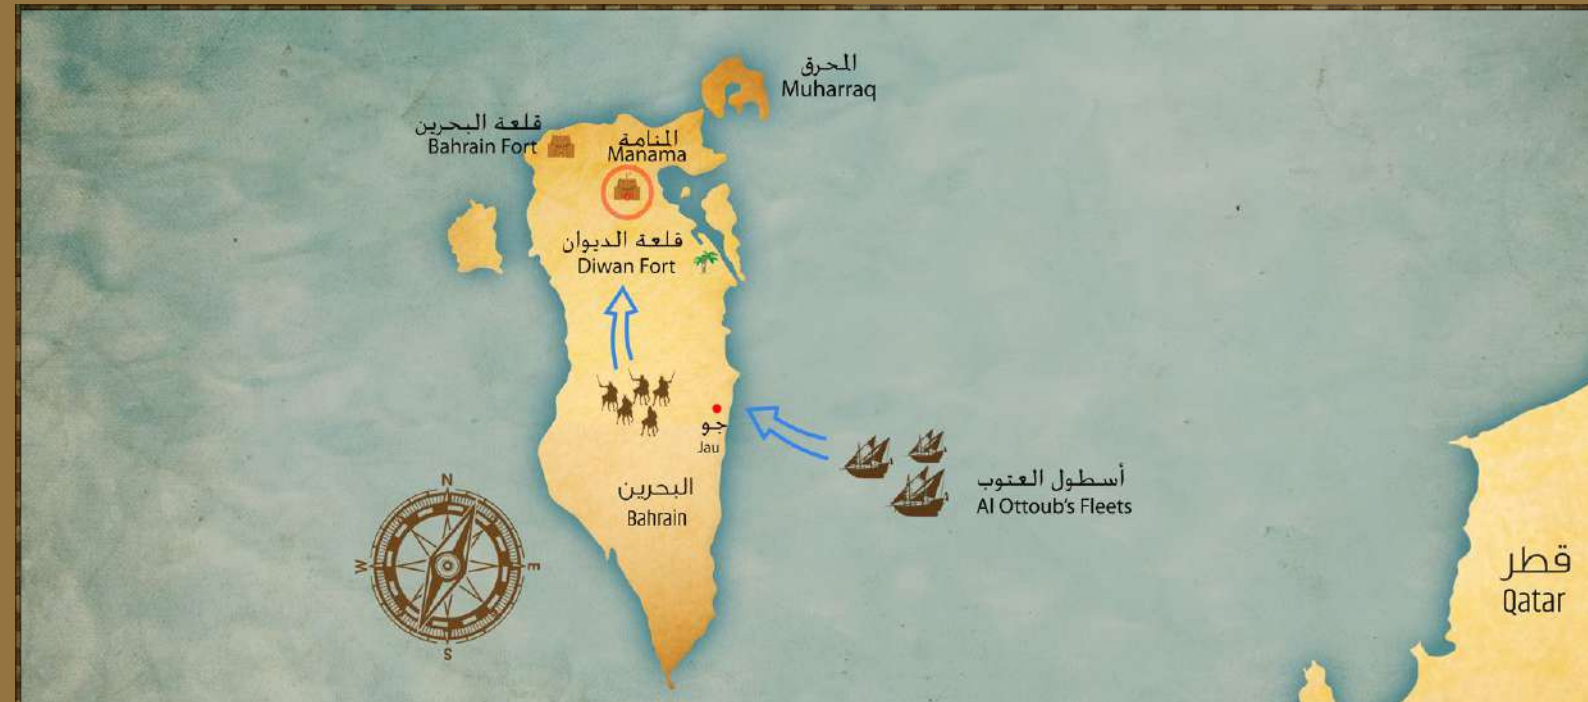 المحرق
Muharraq
قلعة البحرين
Bahrain Fort
المنامة
Manama
قلعة الديوان
Diwan Fort
جو
Jau
البحرين
Bahrain
أسطول العتوب
Al Ottoub's Fleets
قطر
Qatar
N
W
E
S